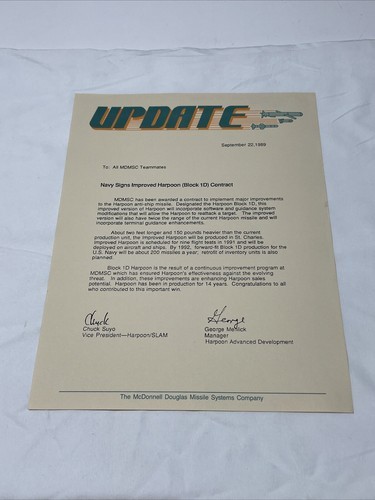 UPDATE
September 22, 1989
To: All MDMSC Teammates
Navy Signs Improved Harpoon (Block 1D) Contract
MDMSC has been awarded a contract to implement major improvements
to the Harpoon anti-ship missile. Designated the Harpoon Block 1D, this
improved version of Harpoon will incorporate software and guidance system
modifications that will allow the Harpoon to reattack a target. The improved
version will also have twice the range of the current Harpoon missile and will
incorporate terminal guidance enhancements.
About two feet longer and 150 pounds heavier than the current
production unit, the improved Harpoon will be produced in St. Charles.
Improved Harpoon is scheduled for nine flight tests in 1991 and will be
deployed on aircraft and ships. By 1992, forward-fit Block 1D production for the
U.S. Navy will be about 200 missiles a year; retrofit of inventory units is also
planned.
Block 1D Harpoon is the result of a continuous improvement program at
MDMSC which has ensured Harpoon's effectiveness against the evolving
threat. In addition, these improvements are enhancing Harpoon sales
potential. Harpoon has been in production for 14 years. Congratulations to all
who contributed to this important win.
Chuck George
Chuck Suyo George
Vice President—Harpoon/SLAM Manager
Harpoon Advanced Development
The McDonnell Douglas Missile Systems Company